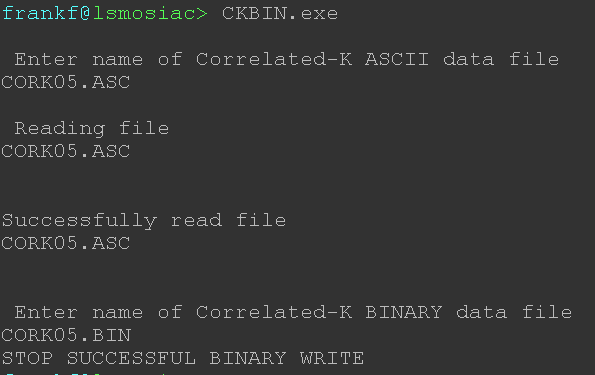 frankf@lsmosiac> CKBIN.exe
Enter name of Correlated-K ASCII data file
CORK05.ASC
Reading file
CORK05.ASC
Successfully read file
CORK05.ASC
Enter name of Correlated-K BINARY data file
CORK05.BIN
STOP SUCCESSFUL BINARY WRITE